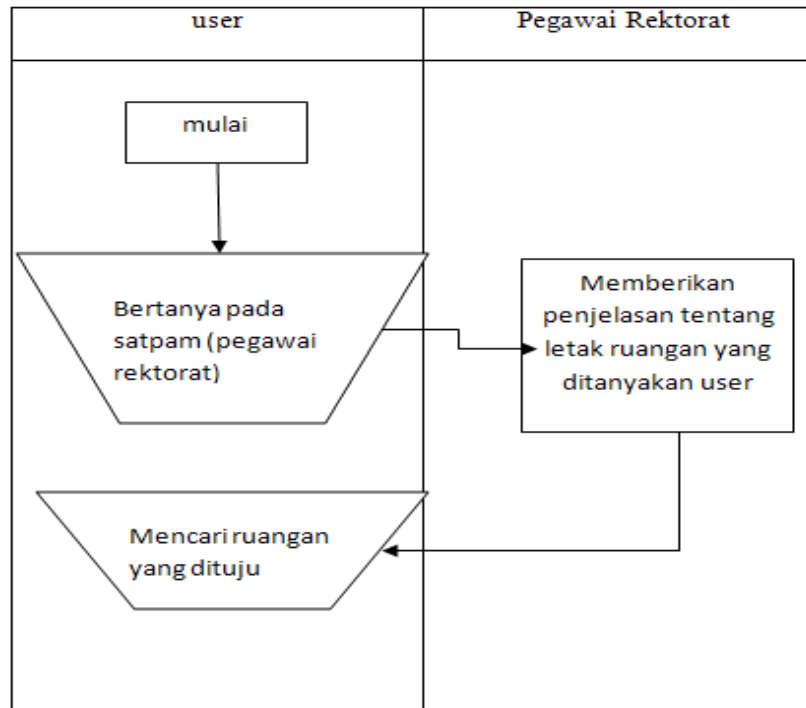 user
Pegawai Rektorat
mulai
Bertanya pada
satpam (pegawai
rektorat)
Memberikan
penjelasan tentang
letak ruangan yang
ditanyakan user
Mencari ruangan
yang dituju